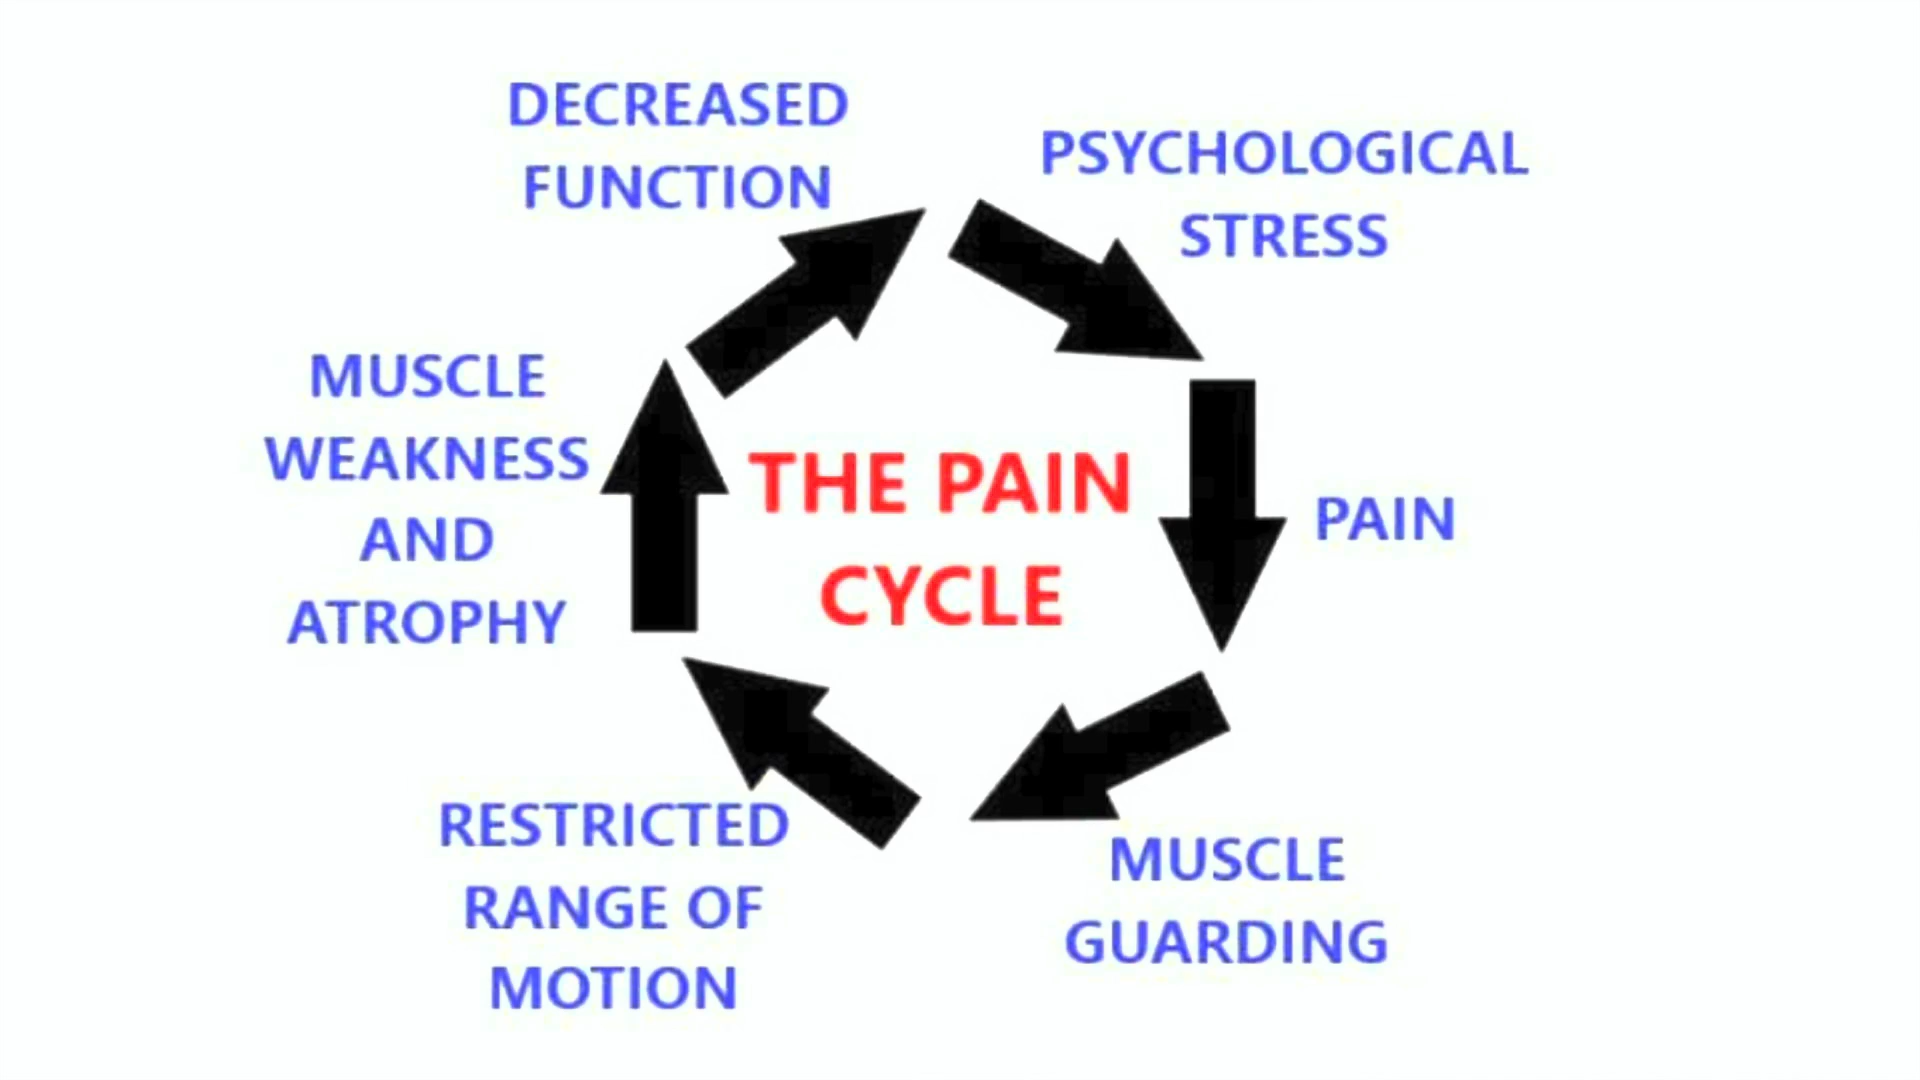 DECREASED
FUNCTION
PSYCHOLOGICAL
STRESS
MUSCLE
WEAKNESS
AND
ATROPHY
THE PAIN
CYCLE
PAIN
RESTRICTED
RANGE OF
MOTION
MUSCLE
GUARDING